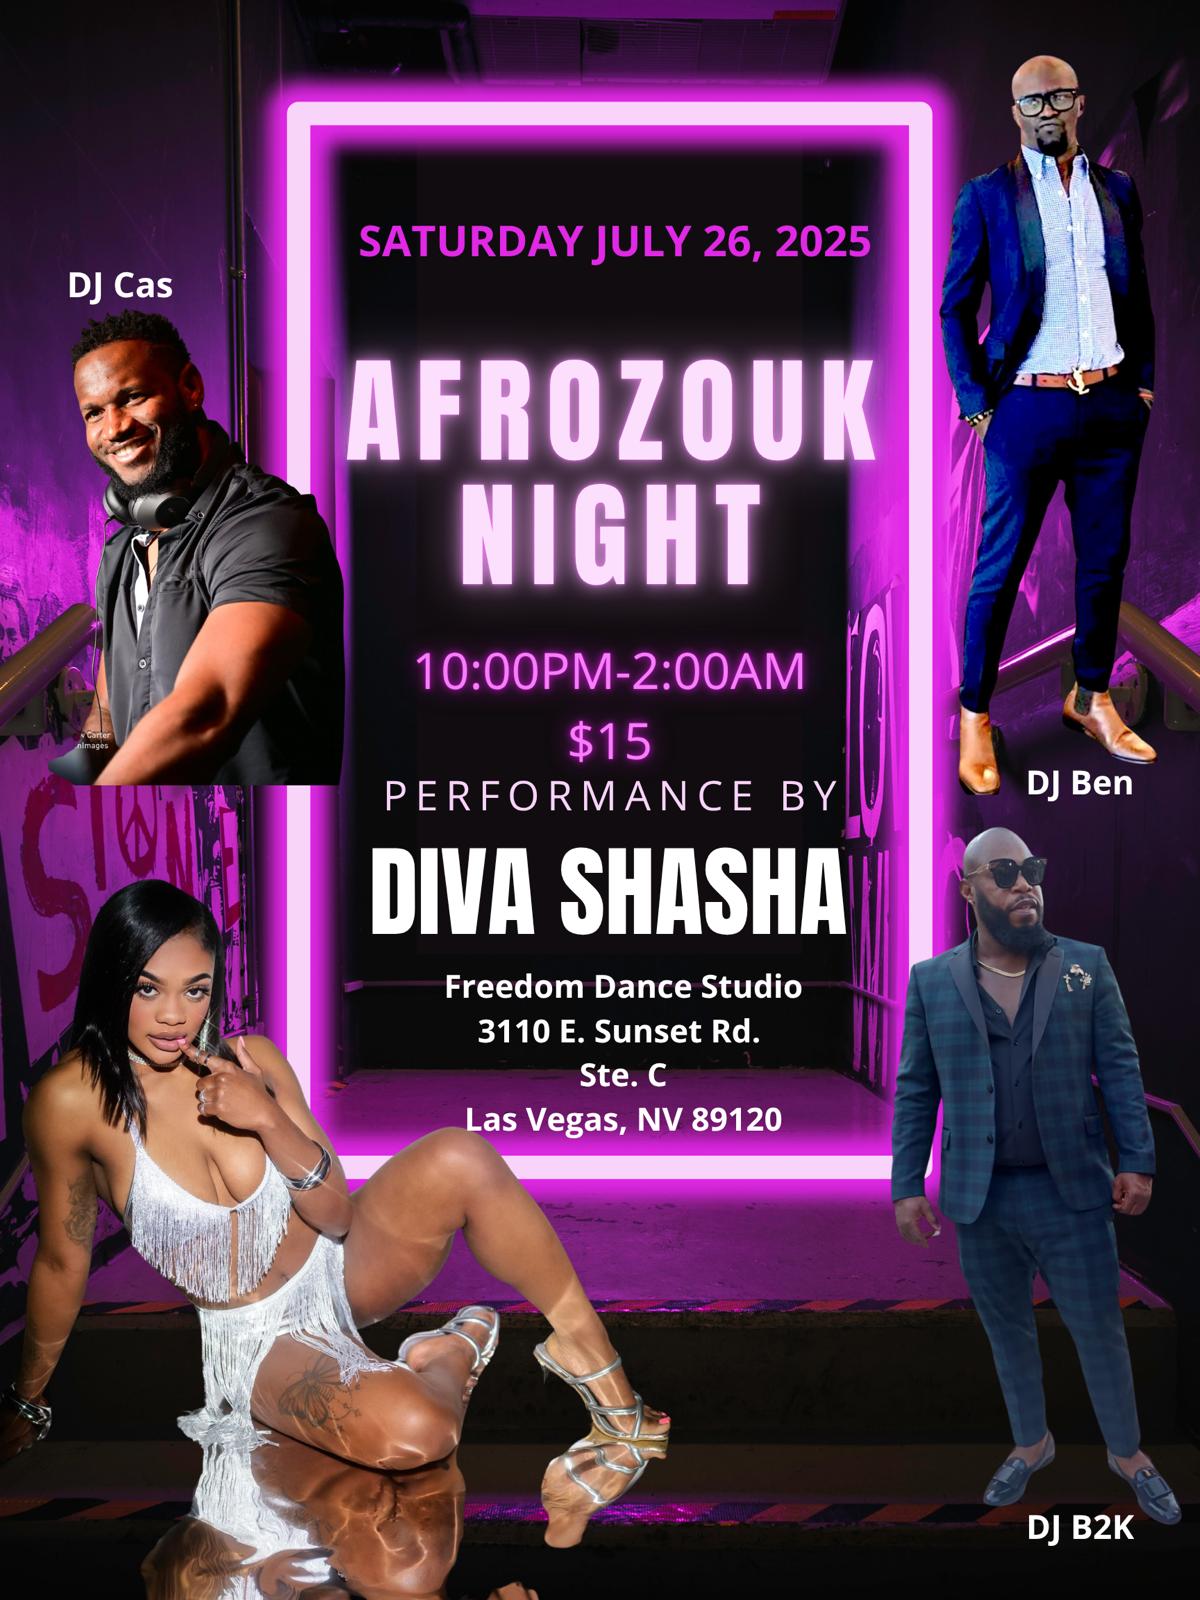 SATURDAY JULY 26, 2025
DJ Cas
AFROZOUK
NIGHT
10:00PM-2:00AM
$15
PERFORMANCE BY
DIVA SHASHA
Freedom Dance Studio
3110 E. Sunset Rd.
Ste. C
Las Vegas, NV 89120
DJ Ben
DJ B2K
Carter